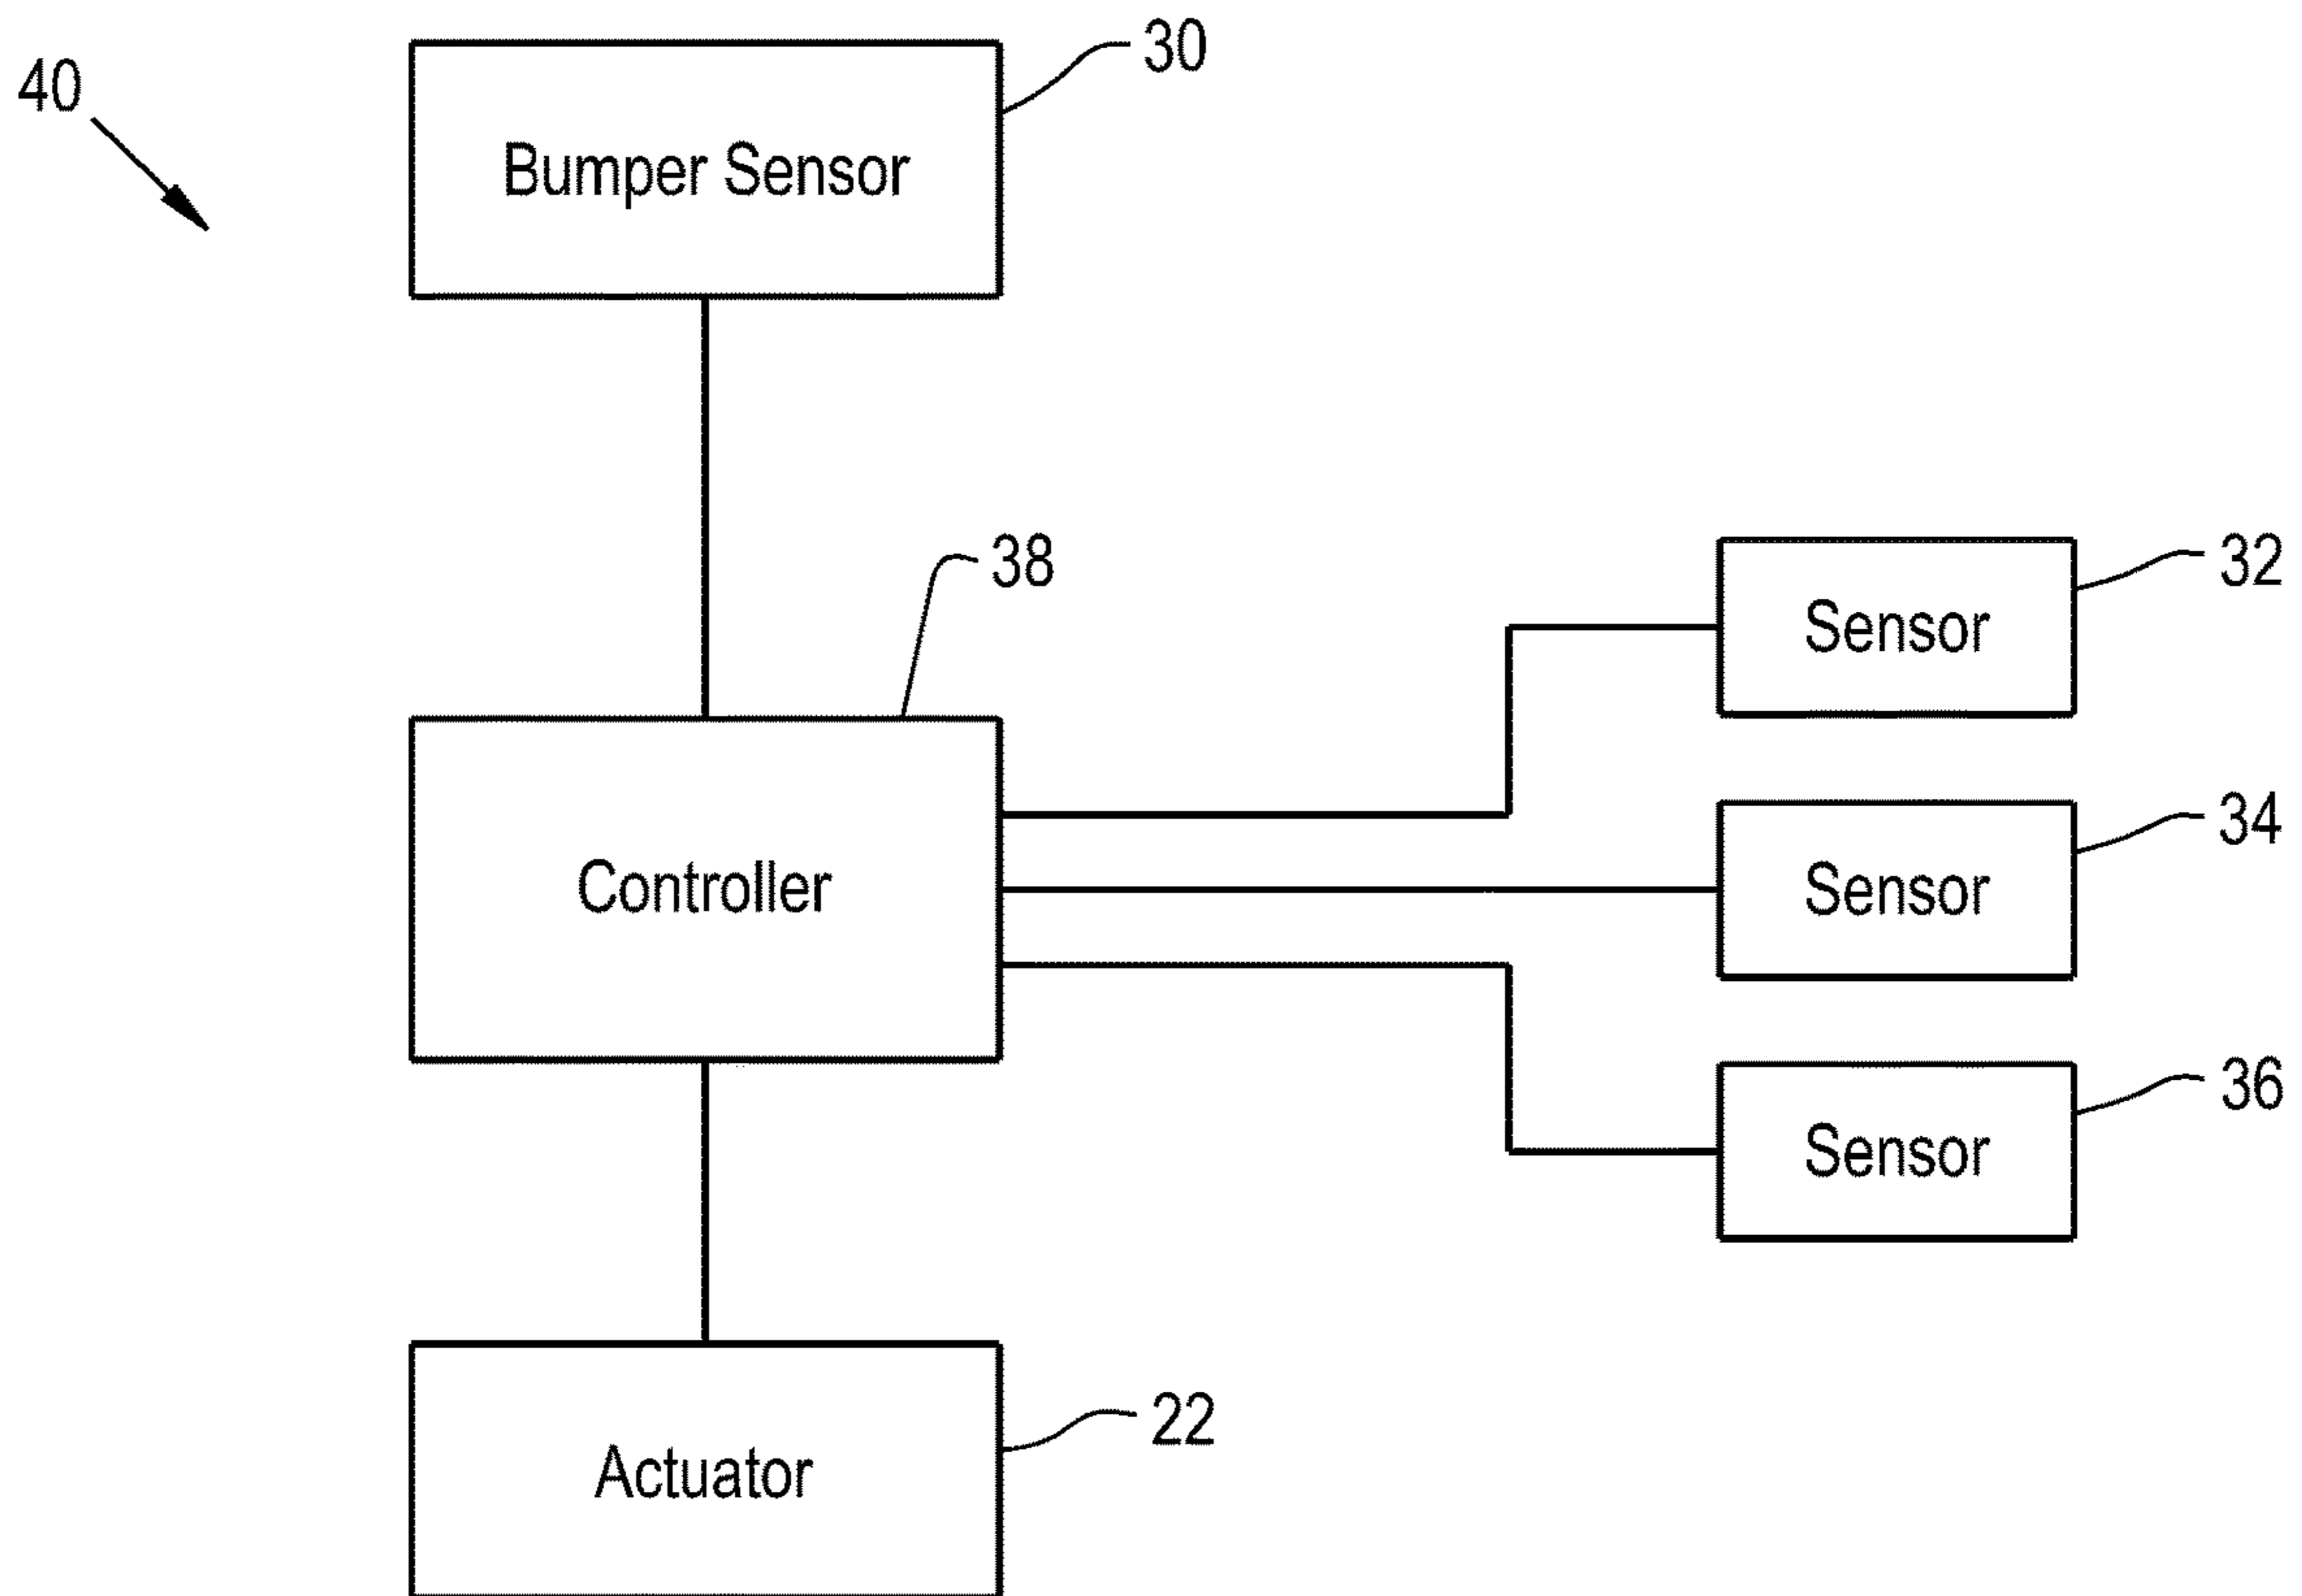 30
40
Bumper Sensor
38
32
Sensor
34
Controller
Sensor
36
Sensor
22
Actuator